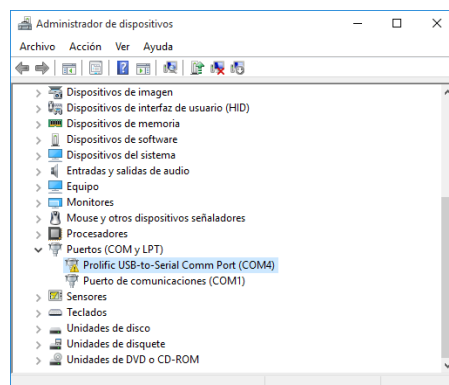 Administrador de dispositivos
Archivo Acción Ver Ayuda
Dispositivos de imagen
Dispositivos de interfaz de usuario (HID)
Dispositivos de memoria
Dispositivos de software
Dispositivos del sistema
Entradas y salidas de audio
Equipo
Monitores
Mouse y otros dispositivos señaladores
Procesadores
Puertos (COM y LPT)
Prolific USB-to-Serial Comm Port (COM4)
Puerto de comunicaciones (COM1)
Sensores
Teclados
Unidades de disco
Unidades de disquete
Unidades de DVD o CD-ROM